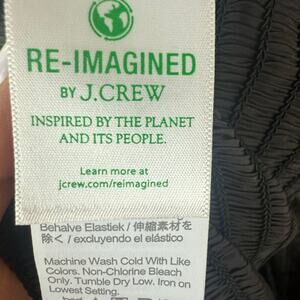 RE-IMAGINED
BY J.CREW
INSPIRED BY THE PLANET
AND ITS PEOPLE.
Learn more at
jcrew.com/reimagined
Behalve Elastiek / 伸縮素材を
除く / excluyendo el elástico
Machine Wash Cold With Like
Colors. Non-Chlorine Bleach
Only. Tumble Dry Low. Iron on
Lowest Setting.